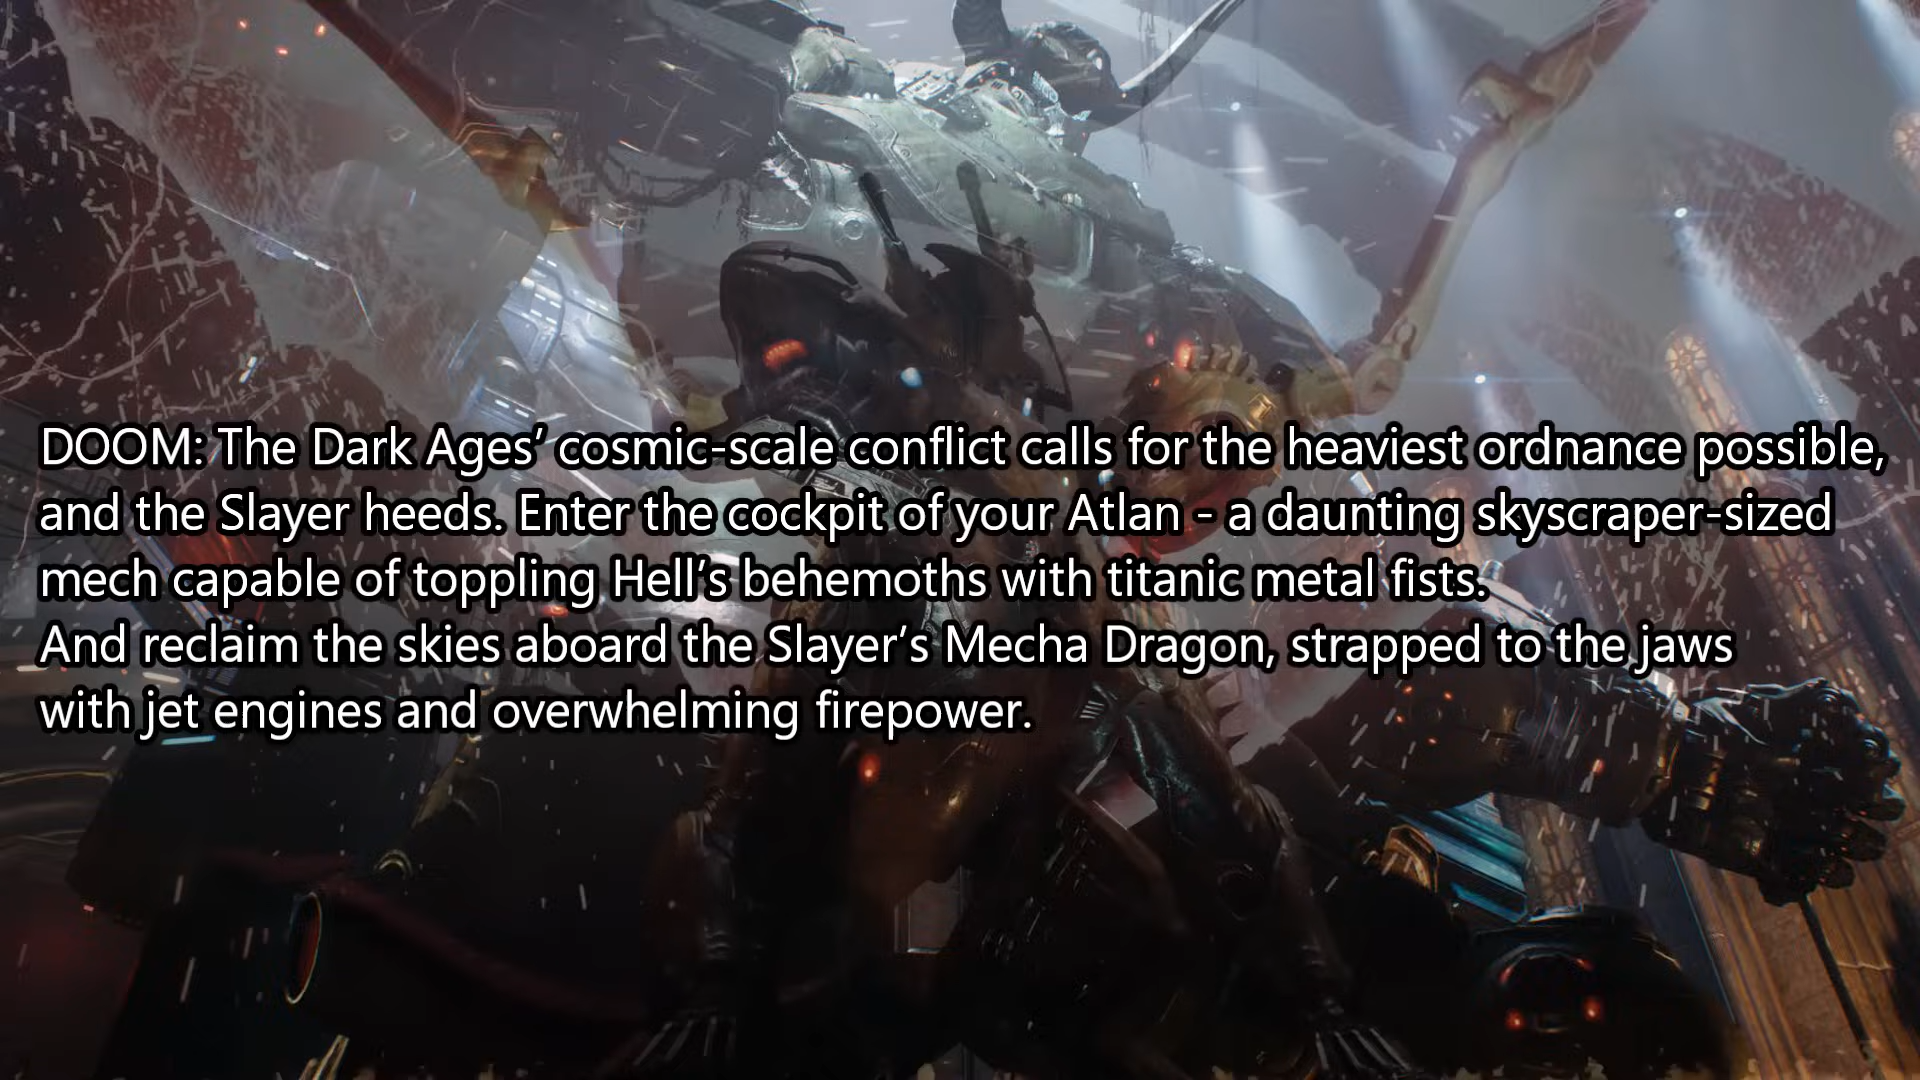 DOOM: The Dark Ages’ cosmic-scale conflict calls for the heaviest ordnance possible,
and the Slayer heeds. Enter the cockpit of your Atlan - a daunting skyscraper-sized
mech capable of toppling Hell’s behemoths with titanic metal fists.
And reclaim the skies aboard the Slayer’s Mecha Dragon, strapped to the jaws
with jet engines and overwhelming firepower.